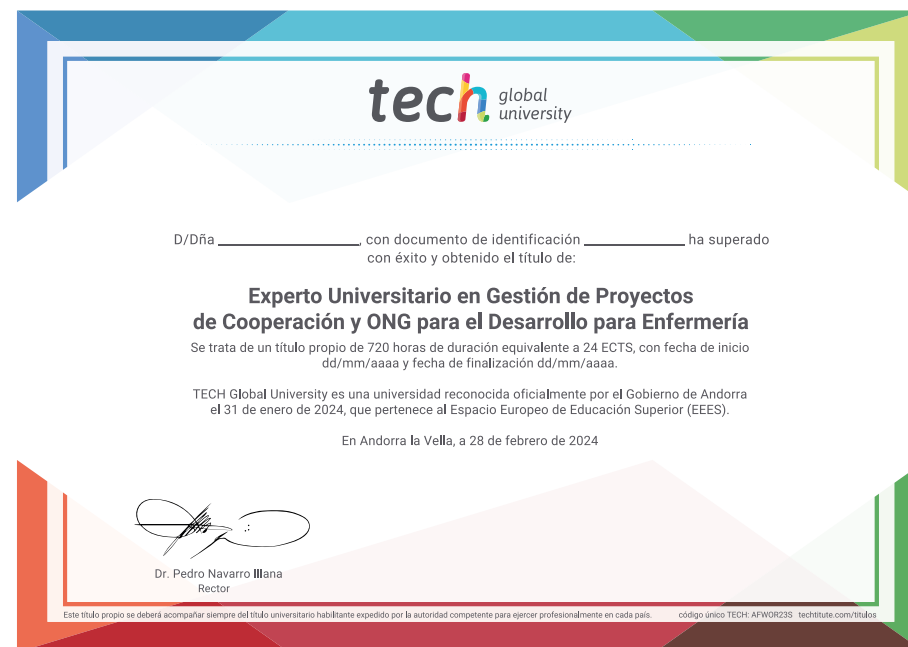 tech global university
D/Dña ____________________, con documento de identificación ______________ ha superado
con éxito y obtenido el título de:
Experto Universitario en Gestión de Proyectos
de Cooperación y ONG para el Desarrollo para Enfermería
Se trata de un título propio de 720 horas de duración equivalente a 24 ECTS, con fecha de inicio
dd/mm/aaaa y fecha de finalización dd/mm/aaaa.
TECH Global University es una universidad reconocida oficialmente por el Gobierno de Andorra
el 31 de enero de 2024, que pertenece al Espacio Europeo de Educación Superior (EEES).
En Andorra la Vella, a 28 de febrero de 2024
Dr. Pedro Navarro Illana
Rector
Este título propio se deberá acompañar siempre del título universitario habilitante expedido por la autoridad competente para ejercer profesionalmente en cada país. código único TECH: AFWOR23S techtitute.com/titulos